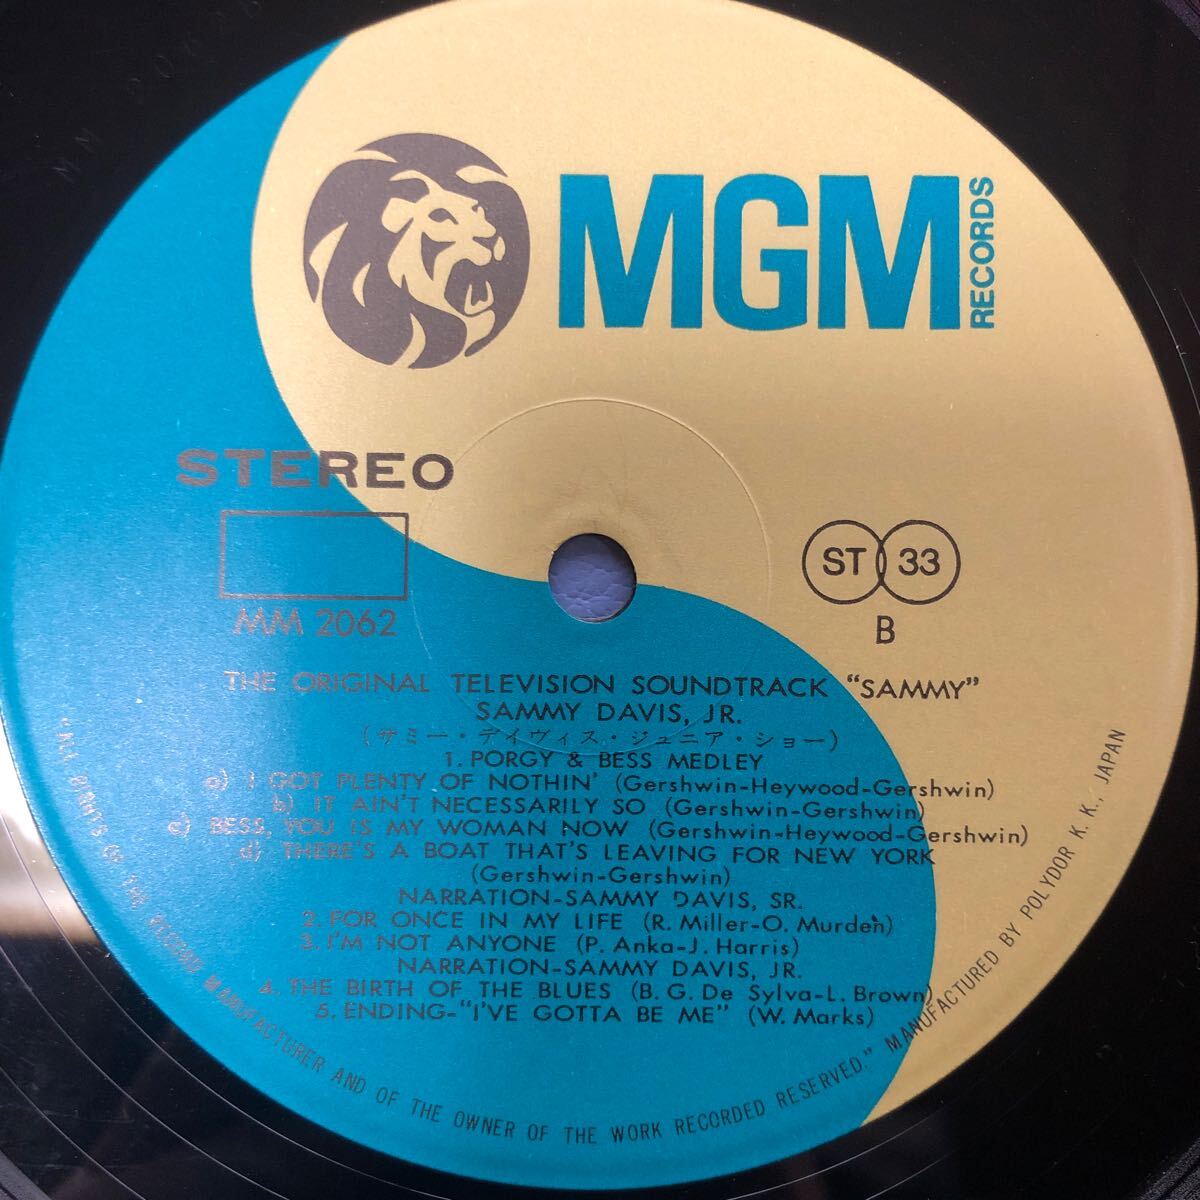 MGM
RECORDS
STEREO
ST 33
MM 2062
B
THE ORIGINAL TELEVISION SOUNDTRACK “SAMMY”
SAMMY DAVIS, JR.
(サミー・デイヴィス・ジュニア・ショー)
1. PORGY & BESS MEDLEY
a) I GOT PLENTY OF NOTHIN' (Gershwin-Heywood-Gershwin)
b) IT AIN'T NECESSARILY SO (Gershwin-Gershwin)
c) BESS, YOU IS MY WOMAN NOW (Gershwin-Heywood-Gershwin)
d) THERE'S A BOAT THAT'S LEAVING FOR NEW YORK
(Gershwin-Gershwin)
NARRATION-SAMMY DAVIS, SR.
2. FOR ONCE IN MY LIFE (R. Miller-O. Murden)
3. I'M NOT ANYONE (P. Anka-J. Harris)
NARRATION-SAMMY DAVIS, JR.
4. THE BIRTH OF THE BLUES (B. G. De Sylva-L. Brown)
5. ENDING-“I'VE GOTTA BE ME” (W. Marks)
“ALL RIGHTS OF THE RECORD MANUFACTURER AND OF THE OWNER OF THE WORK RECORDED RESERVED.” MANUFACTURED BY POLYDOR K. K., JAPAN